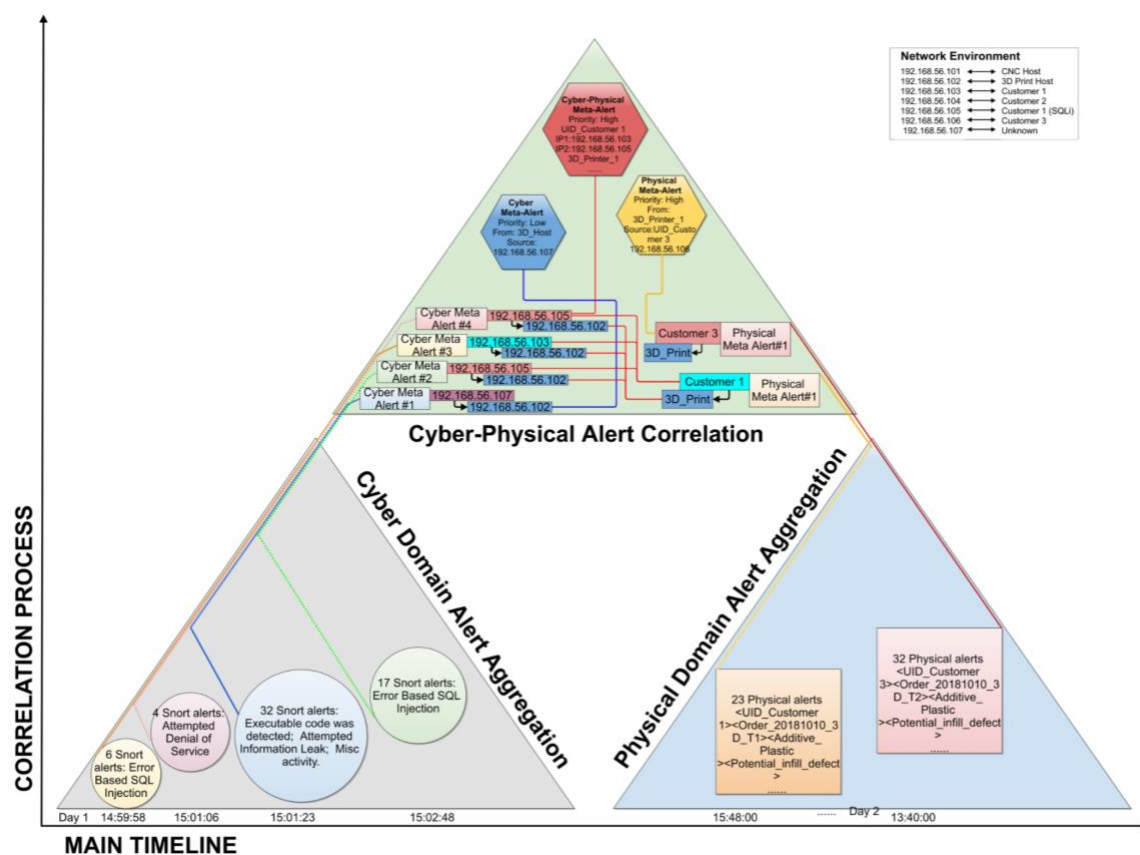 Network Environment
192.168.56.101 CNC Host
192.168.56.102 3D Print Host
192.168.56.103 Customer 1
192.168.56.104 Customer 2
192.168.56.105 Customer 1 (SQLi)
192.168.56.106 Customer 3
192.168.56.107 Unknown
Cyber-Physical
Meta-Alert
Priority: High
UID_Customer 1
IP1:192.168.56.103
IP2:192.168.56.105
3D_Printer_1
......
Physical
Meta-Alert
Priority: High
From:
3D_Printer_1
Source:UID_Custo
mer 3
192.168.56.106
Cyber
Meta-Alert
Priority: Low
From: 3D_Host
Source:
192.168.56.107
Cyber Meta
Alert #4
192.168.56.105
192.168.56.102
Cyber Meta
Alert #3
192.168.56.103
192.168.56.102
Cyber Meta
Alert #2
192.168.56.105
192.168.56.102
Cyber Meta
Alert #1
192.168.56.107
192.168.56.102
Customer 3
3D_Print
Physical
Meta Alert#1
Customer 1
3D_Print
Physical
Meta Alert#1
Cyber-Physical Alert Correlation
Cyber Domain Alert Aggregation
Physical Domain Alert Aggregation
CORRELATION PROCESS
6 Snort
alerts: Error
Based SQL
Injection
4 Snort alerts:
Attempted
Denial of
Service
32 Snort alerts:
Executable code was
detected; Attempted
Information Leak; Misc
activity.
17 Snort alerts:
Error Based SQL
Injection
23 Physical alerts
<UID_Customer
1><Order_20181010_3
D_T1><Additive_
Plastic
><Potential_infill_defect
>
......
32 Physical alerts
<UID_Customer
3><Order_20181010_3
D_T2><Additive_
Plastic
><Potential_infill_defect
>
......
Day 1 14:59:58 15:01:06 15:01:23 15:02:48 15:48:00 ...... Day 2 13:40:00
MAIN TIMELINE